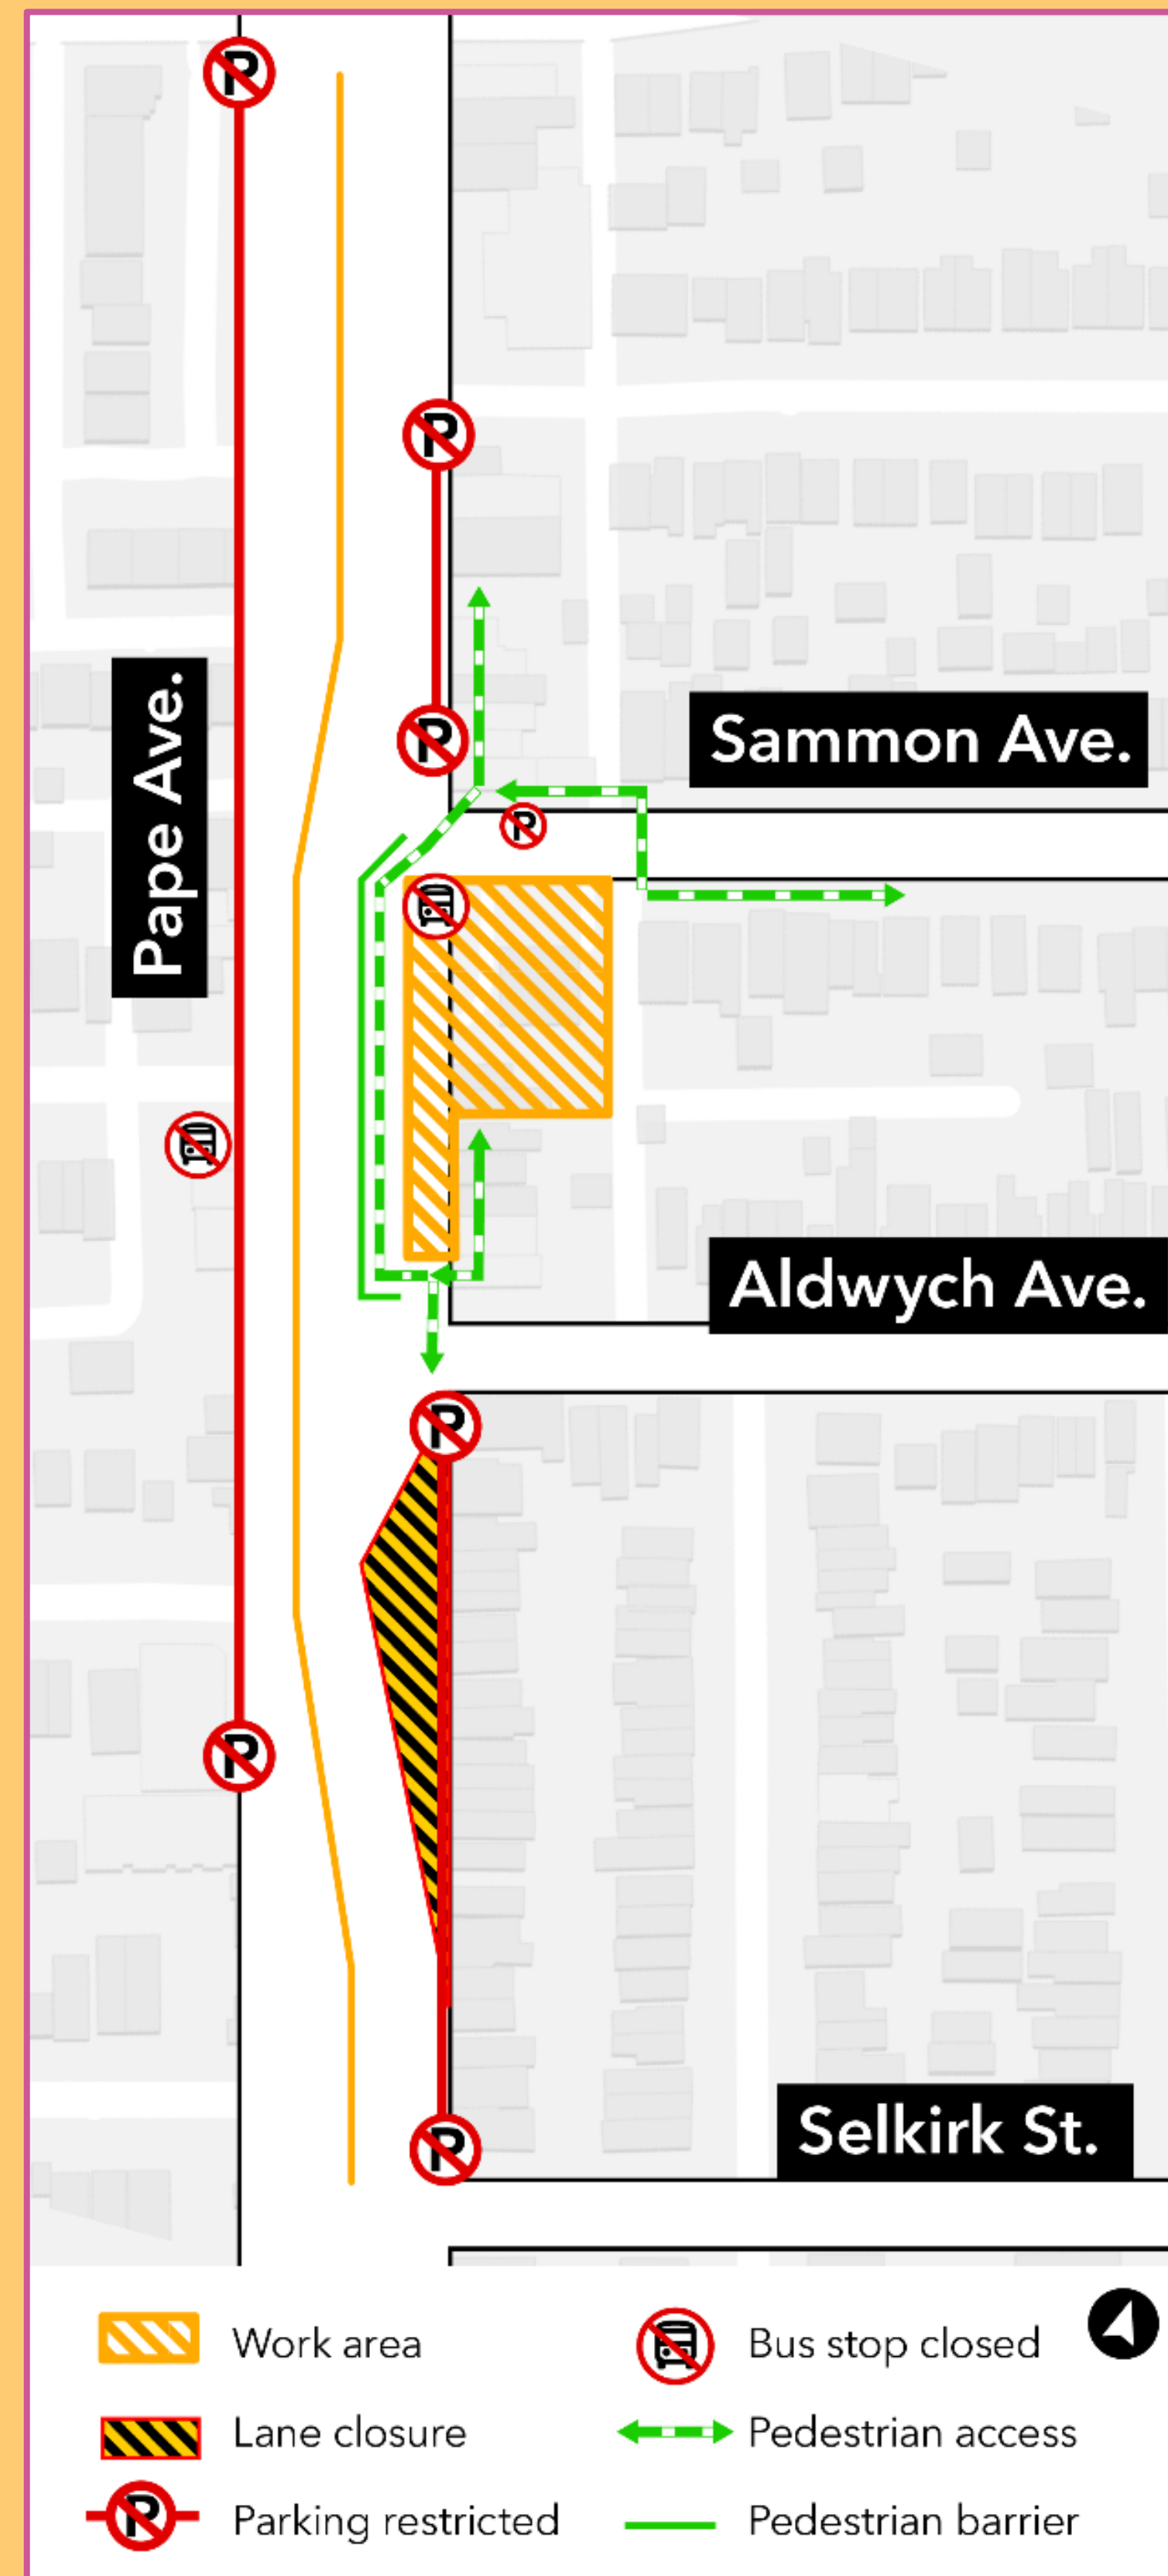 Sammon Ave.
Pape Ave.
Aldwych Ave.
Selkirk St.
Work area
Bus stop closed
Lane closure
Pedestrian access
P
Parking restricted
Pedestrian barrier